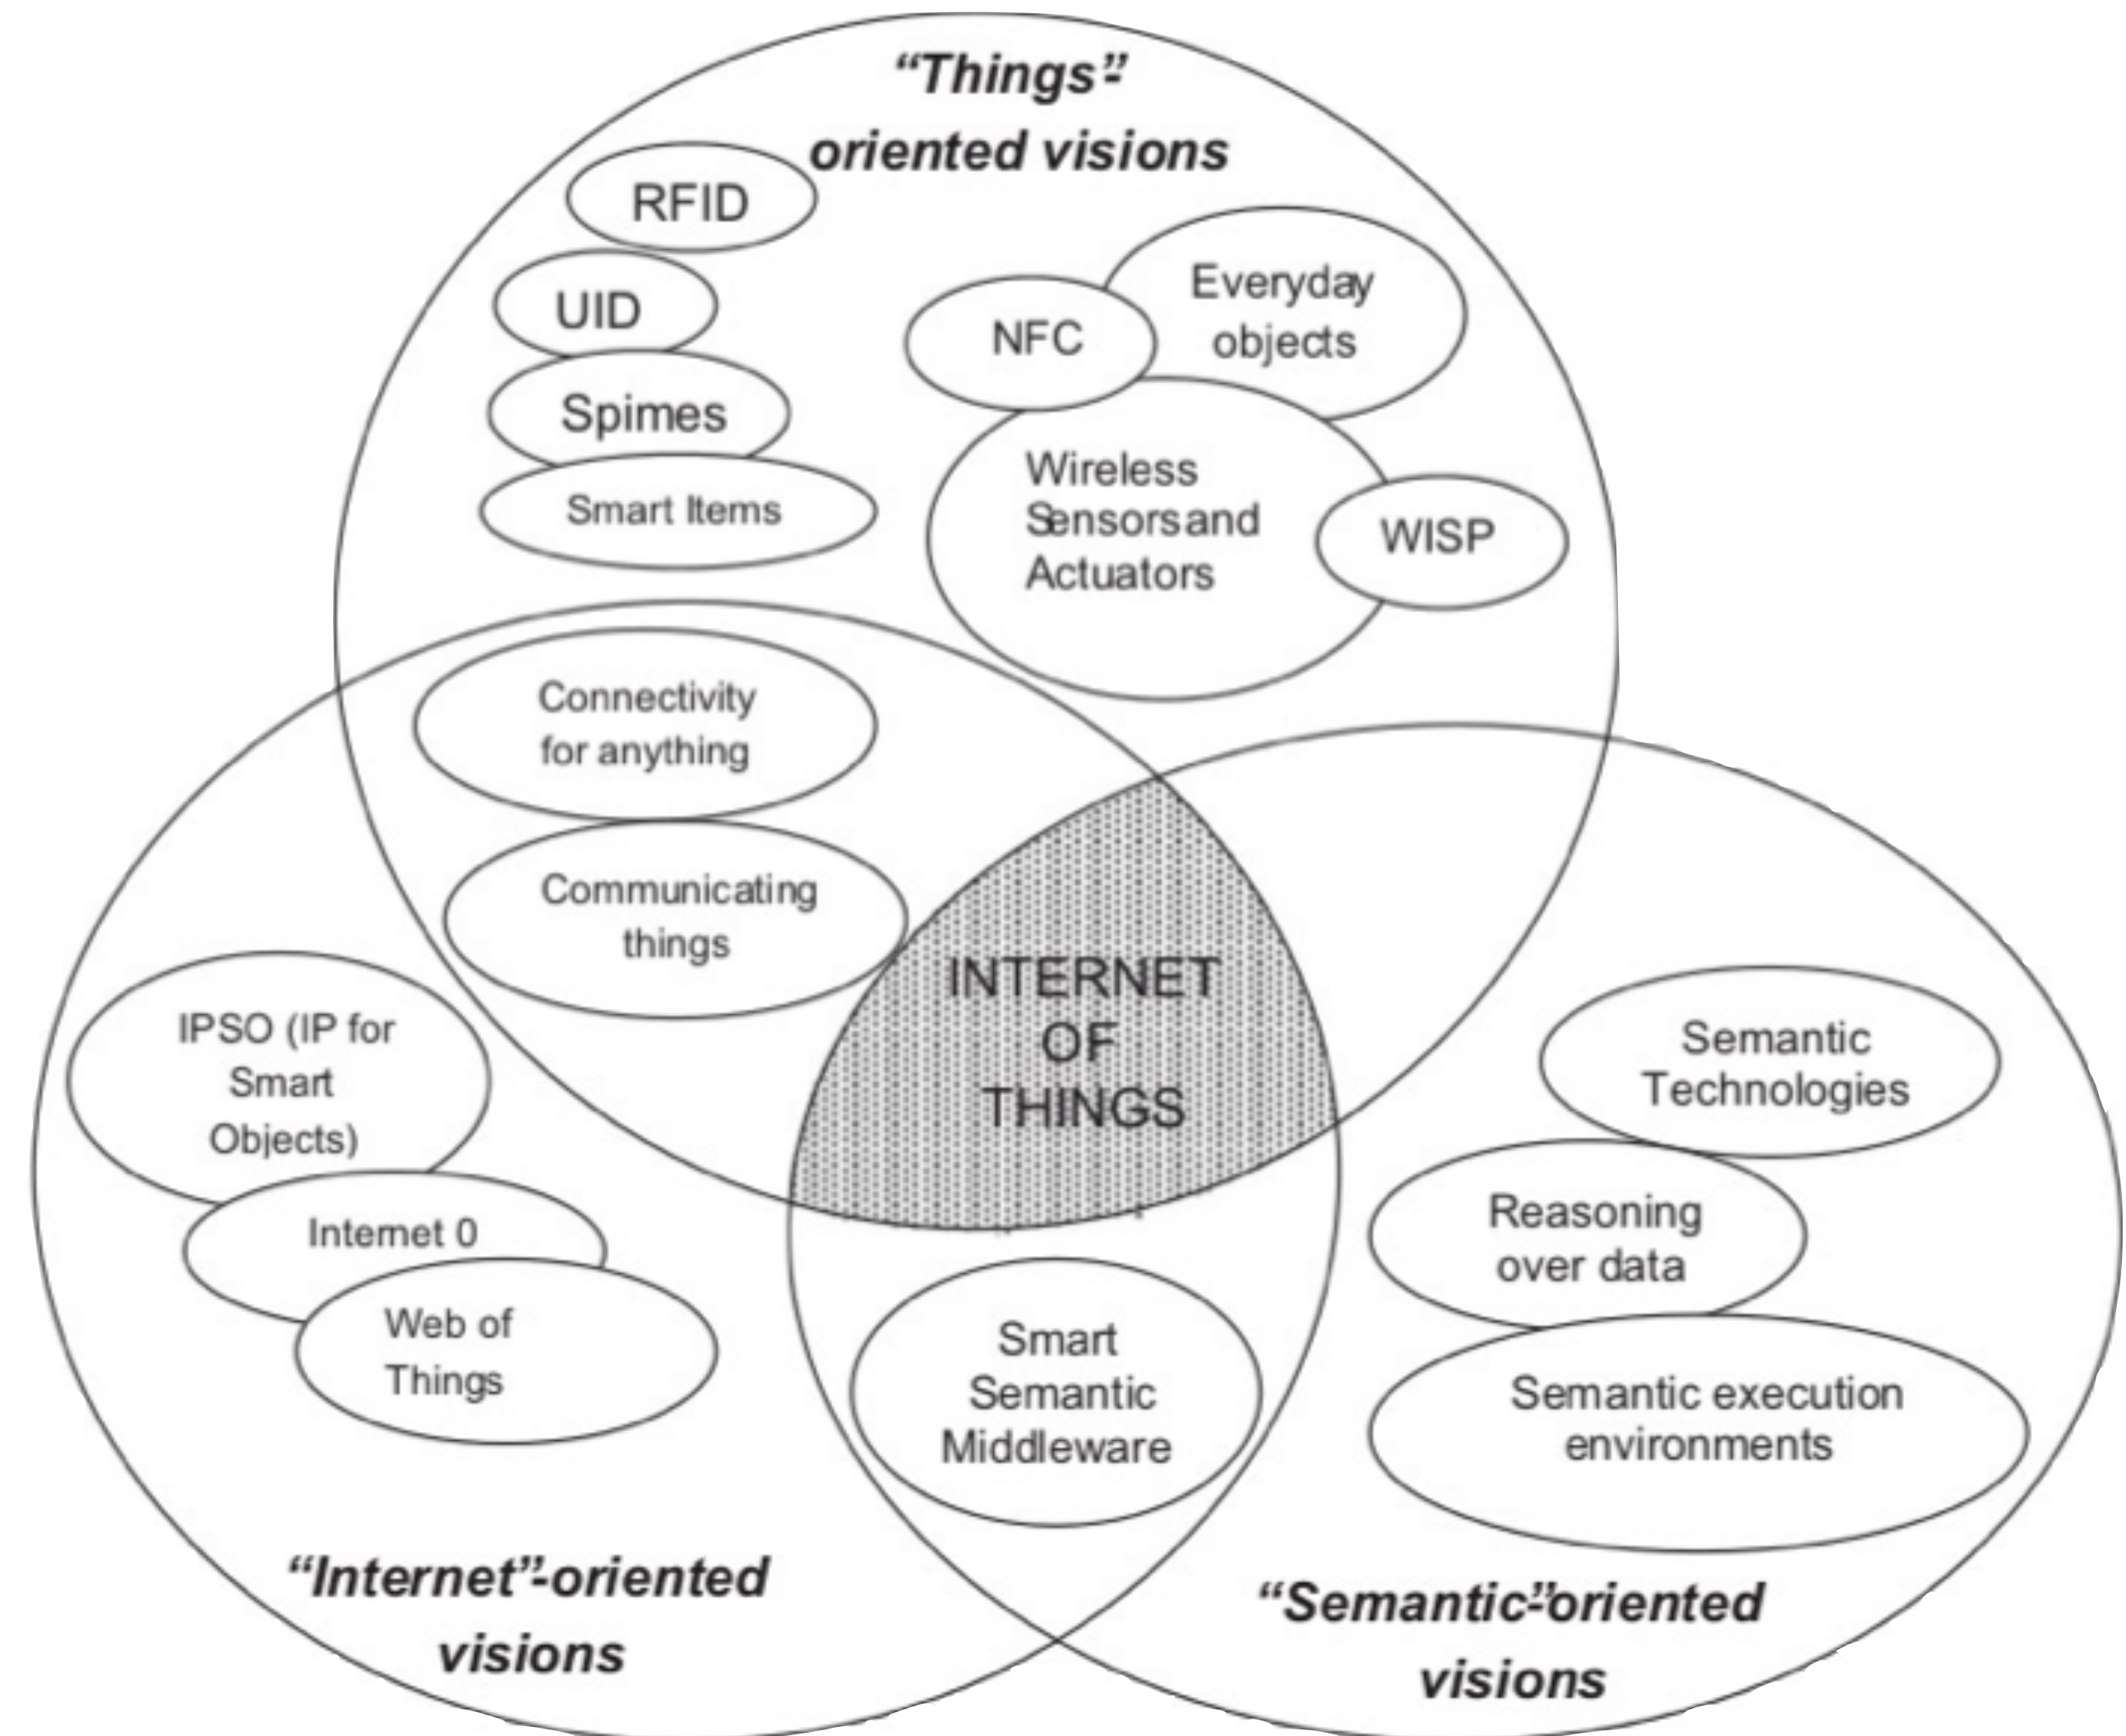 “Things”-
oriented visions
RFID
UID
Spimes
Smart Items
Everyday
objects
NFC
Wireless
Sensors and
Actuators
WISP
Connectivity
for anything
Communicating
things
INTERNET
OF
THINGS
IPSO (IP for
Smart
Objects)
Internet 0
Web of
Things
Semantic
Technologies
Reasoning
over data
Semantic execution
environments
Smart
Semantic
Middleware
“Internet”-oriented
visions
“Semantic”-oriented
visions